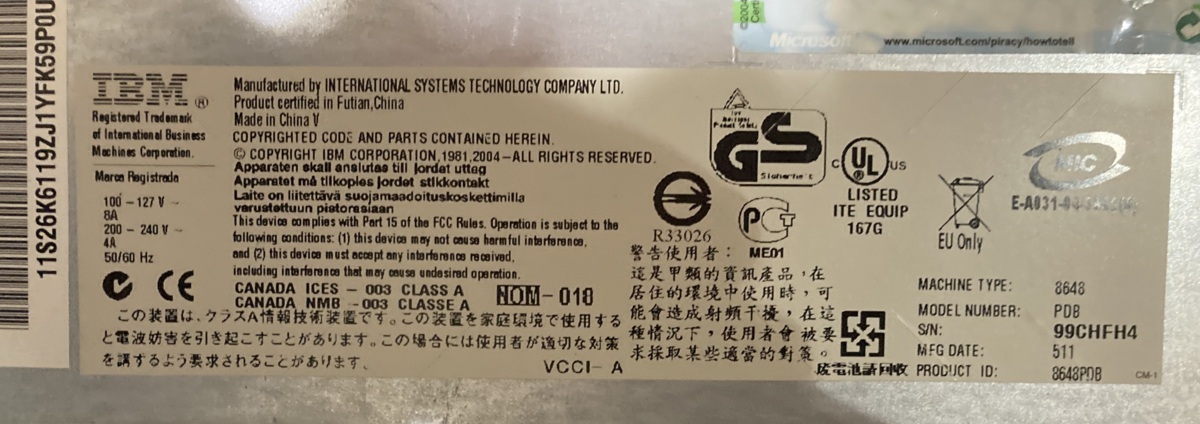 11S26K6119ZJ1YFK59P0U
©2004
Microsoft
www.microsoft.com/piracy/howtotell
IBM®
Registered Trademark
of International Business
Machines Corporation.
Marca Registrada
100 - 127 V ~
8A
200 - 240 V ~
4A
50/60 Hz
CE
Manufactured by INTERNATIONAL SYSTEMS TECHNOLOGY COMPANY LTD.
Product certified in Futian,China
Made in China V
COPYRIGHTED CODE AND PARTS CONTAINED HEREIN.
© COPYRIGHT IBM CORPORATION,1981,2004-ALL RIGHTS RESERVED.
Apparaten skall anslutas till jordat uttag
Apparatet må tilkoples jordet stikkontakt
Laite on liitettävä suojamaadoituskoskettimilla
varustettuun pistorasiaan
This device complies with Part 15 of the FCC Rules. Operation is subject to the
following conditions: (1) this device may not cause harmful interference,
and (2) this device must accept any interference received,
including interference that may cause undesired operation.
CANADA ICES - 003 CLASS A
CANADA NMB -003 CLASSE A
NOM-018
この装置は、クラスA情報技術装置です。この装置を家庭環境で使用する
と電波妨害を引き起こすことがあります。この場合には使用者が適切な対策
を講ずるよう要求されることがあります。
VCCI- A
GS
R33026
ME01
C UL US
LISTED
ITE EQUIP
167G
EU Only
MIC
警告使用者：
這是甲類的資訊產品，在
居住的環境中使用時，可
能會造成射頻干擾，在這
種情況下，使用者會被要
求採取某些適當的對策。
廢電池請回收
MACHINE TYPE: 8648
MODEL NUMBER: PDB
S/N: 99CHFH4
MFG DATE: 511
PRODUCT ID: 8648PDB
CM-1